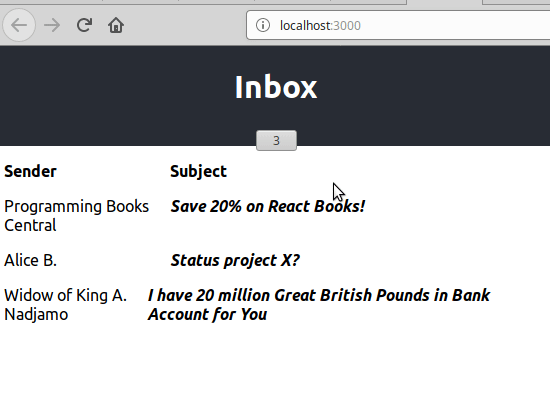 localhost:3000
Inbox
3
Sender Subject
Programming Books Save 20% on React Books!
Central
Alice B. Status project X?
Widow of King A. I have 20 million Great British Pounds in Bank
Nadjamo Account for You